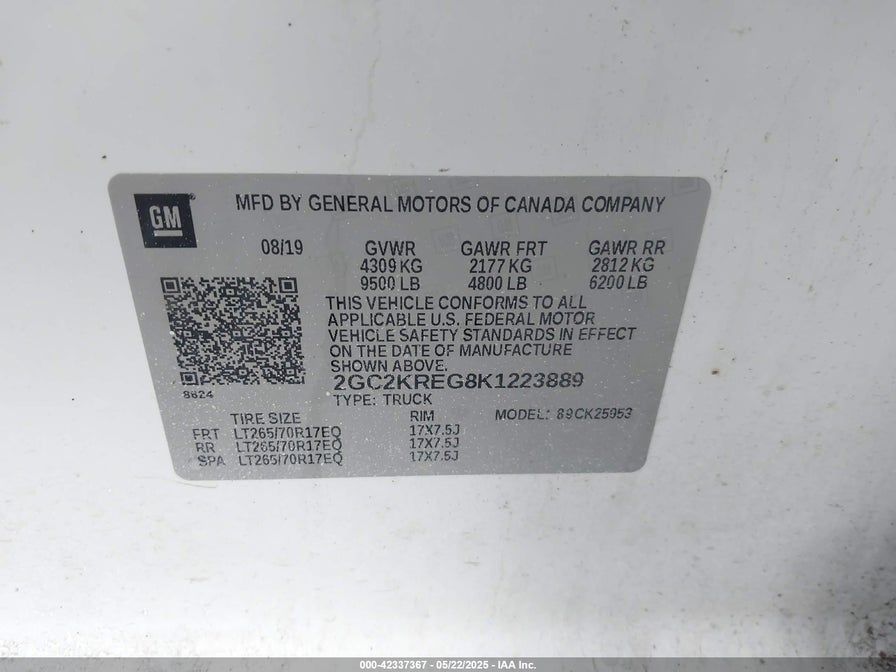 GM
MFD BY GENERAL MOTORS OF CANADA COMPANY
08/19 GVWR GAWR FRT GAWR RR
4309 KG 2177 KG 2812 KG
9500 LB 4800 LB 6200 LB
THIS VEHICLE CONFORMS TO ALL
APPLICABLE U.S. FEDERAL MOTOR
VEHICLE SAFETY STANDARDS IN EFFECT
ON THE DATE OF MANUFACTURE
SHOWN ABOVE.
2GC2KREG8K1223889
8624
TYPE: TRUCK
TIRE SIZE RIM MODEL: 89CK25953
FRT LT265/70R17EQ 17X7.5J
RR LT265/70R17EQ 17X7.5J
SPA LT265/70R17EQ 17X7.5J
000-42337367 - 05/22/2025 - IAA Inc.